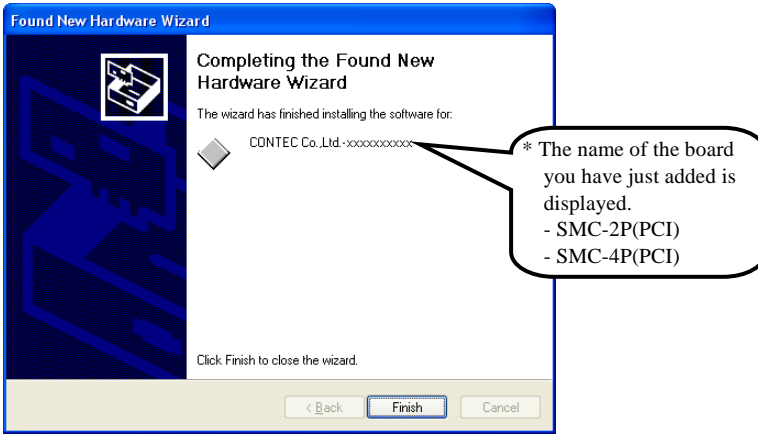 Found New Hardware Wizard
Completing the Found New
Hardware Wizard
The wizard has finished installing the software for:
CONTEC Co.,Ltd.-xxxxxxxxxx
* The name of the board
you have just added is
displayed.
- SMC-2P(PCI)
- SMC-4P(PCI)
Click Finish to close the wizard.
< Back
Finish
Cancel